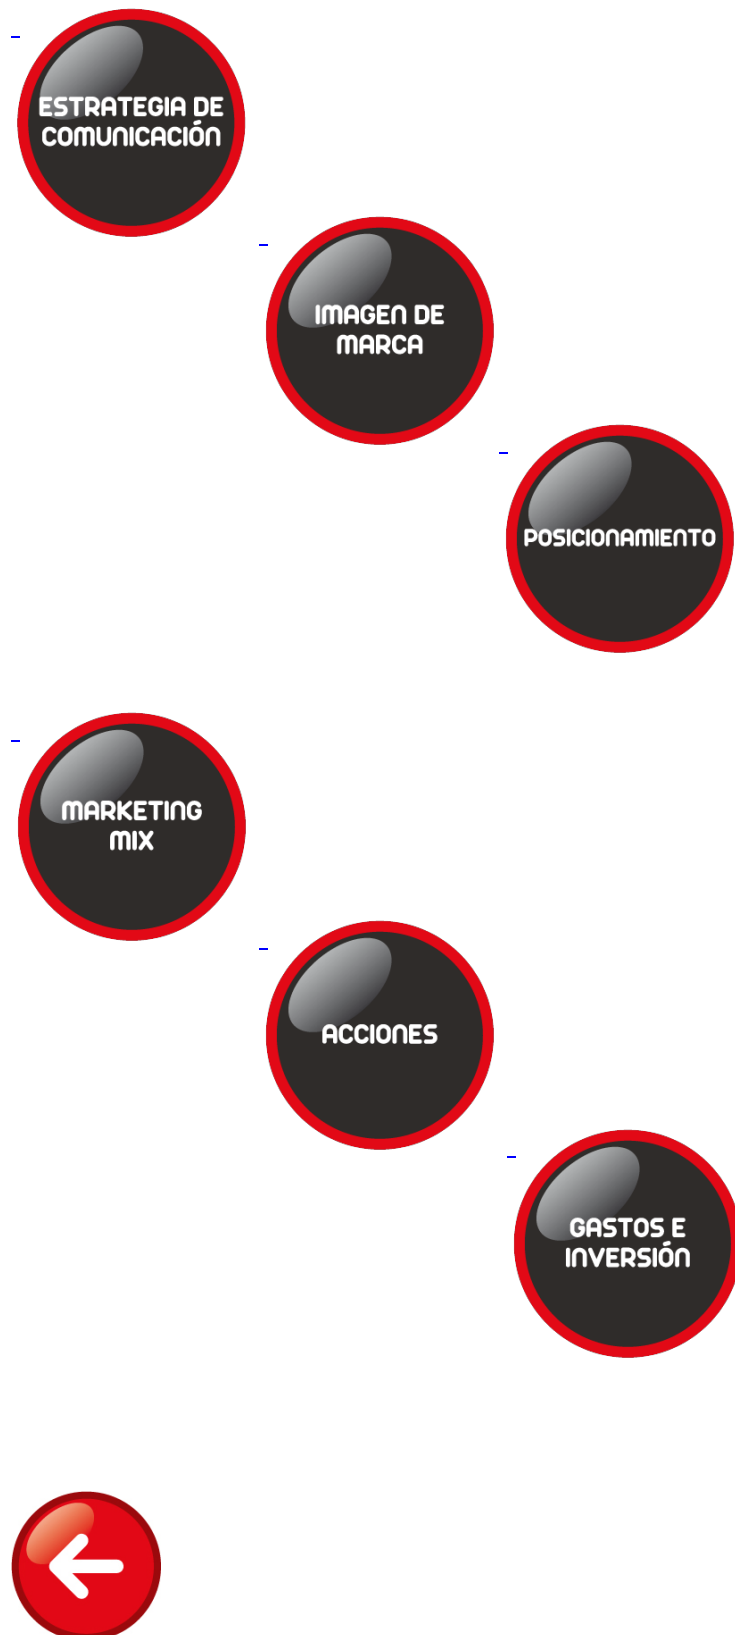 ESTRATEGIA DE
COMUNICACIÓN
IMAGEN DE
MARCA
POSICIONAMIENTO
MARKETING
MIX
ACCIONES
GASTOS E
INVERSIÓN